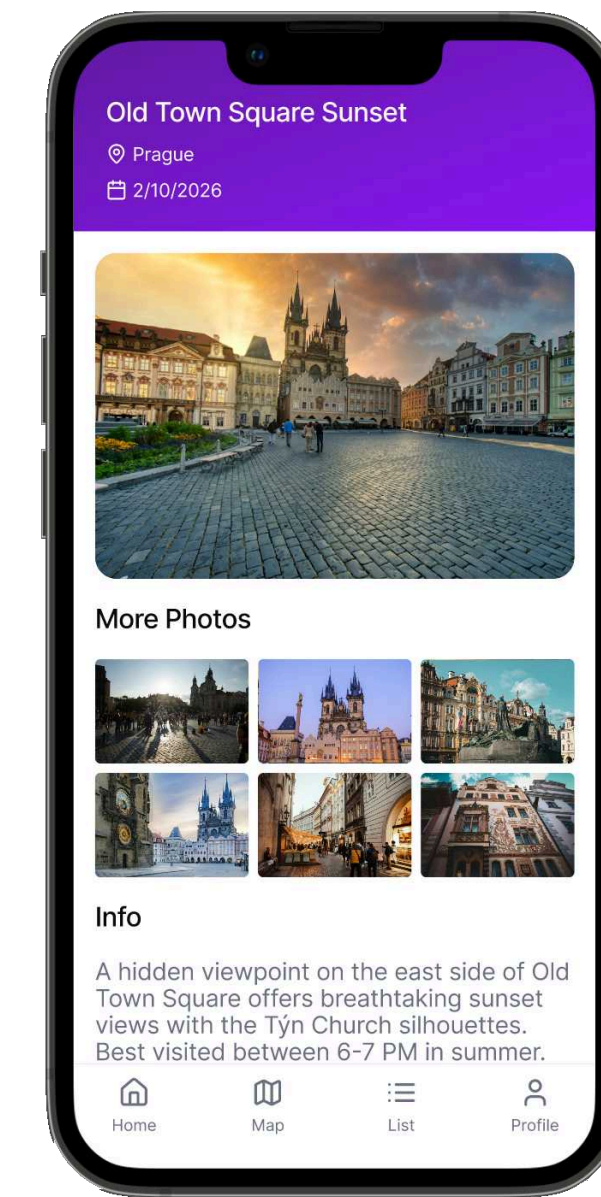 Old Town Square Sunset
Prague
2/10/2026
More Photos
Info
A hidden viewpoint on the east side of Old
Town Square offers breathtaking sunset
views with the Týn Church silhouettes.
Best visited between 6-7 PM in summer.
Home Map List Profile